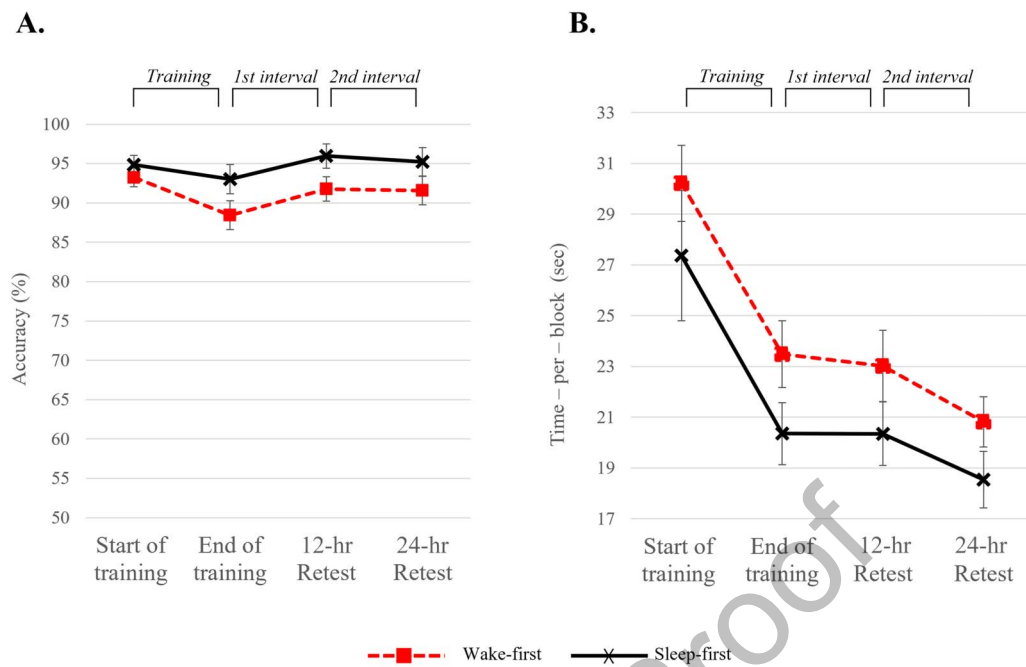 A.
B.
Training 1st interval 2nd interval
Training 1st interval 2nd interval
100
95
90
85
80
75
70
65
60
55
50
Accuracy (%)
Start of training
End of training
12-hr Retest
24-hr Retest
33
31
29
27
25
23
21
19
17
Time – per – block (sec)
Start of training
End of training
12-hr Retest
24-hr Retest
Wake-first Sleep-first
proof